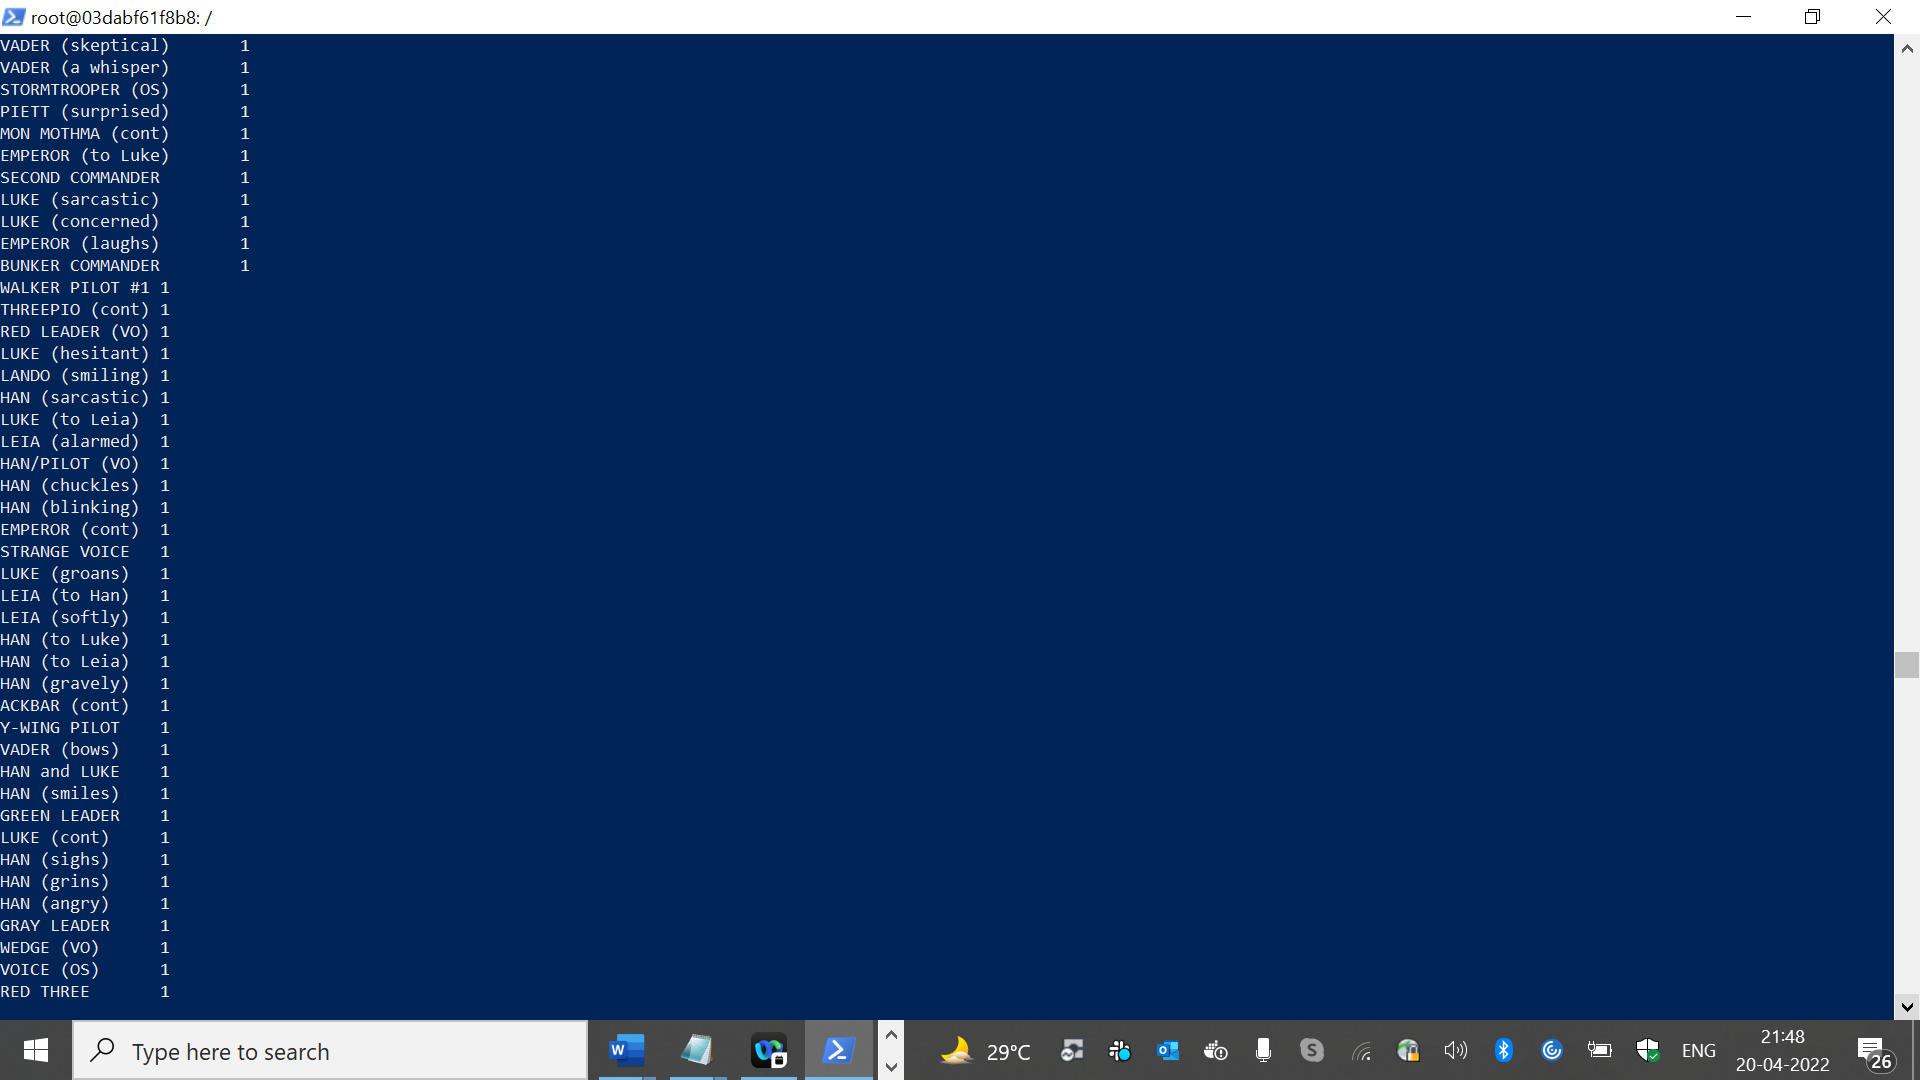 root@03dabf61f8b8: /
VADER (skeptical) 1
VADER (a whisper) 1
STORMTROOPER (OS) 1
PIETT (surprised) 1
MON MOTHMA (cont) 1
EMPEROR (to Luke) 1
SECOND COMMANDER 1
LUKE (sarcastic) 1
LUKE (concerned) 1
EMPEROR (laughs) 1
BUNKER COMMANDER 1
WALKER PILOT #1 1
THREEPIO (cont) 1
RED LEADER (VO) 1
LUKE (hesitant) 1
LANDO (smiling) 1
HAN (sarcastic) 1
LUKE (to Leia) 1
LEIA (alarmed) 1
HAN/PILOT (VO) 1
HAN (chuckles) 1
HAN (blinking) 1
EMPEROR (cont) 1
STRANGE VOICE 1
LUKE (groans) 1
LEIA (to Han) 1
LEIA (softly) 1
HAN (to Luke) 1
HAN (to Leia) 1
HAN (gravely) 1
ACKBAR (cont) 1
Y-WING PILOT 1
VADER (bows) 1
HAN and LUKE 1
HAN (smiles) 1
GREEN LEADER 1
LUKE (cont) 1
HAN (sighs) 1
HAN (grins) 1
HAN (angry) 1
GRAY LEADER 1
WEDGE (VO) 1
VOICE (OS) 1
RED THREE 1
Type here to search
29°C
ENG
21:48
20-04-2022
26